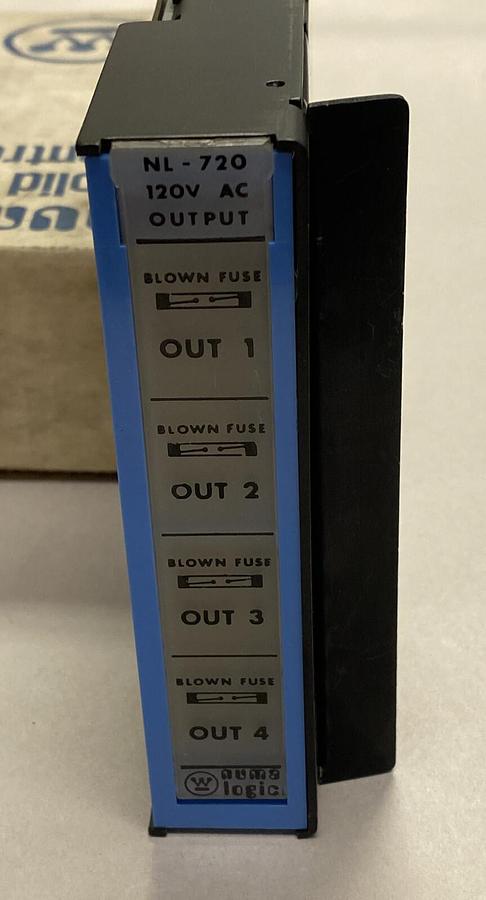 NL-720
120V AC
OUTPUT
BLOWN FUSE
OUT 1
BLOWN FUSE
OUT 2
BLOWN FUSE
OUT 3
BLOWN FUSE
OUT 4
W numa
logic